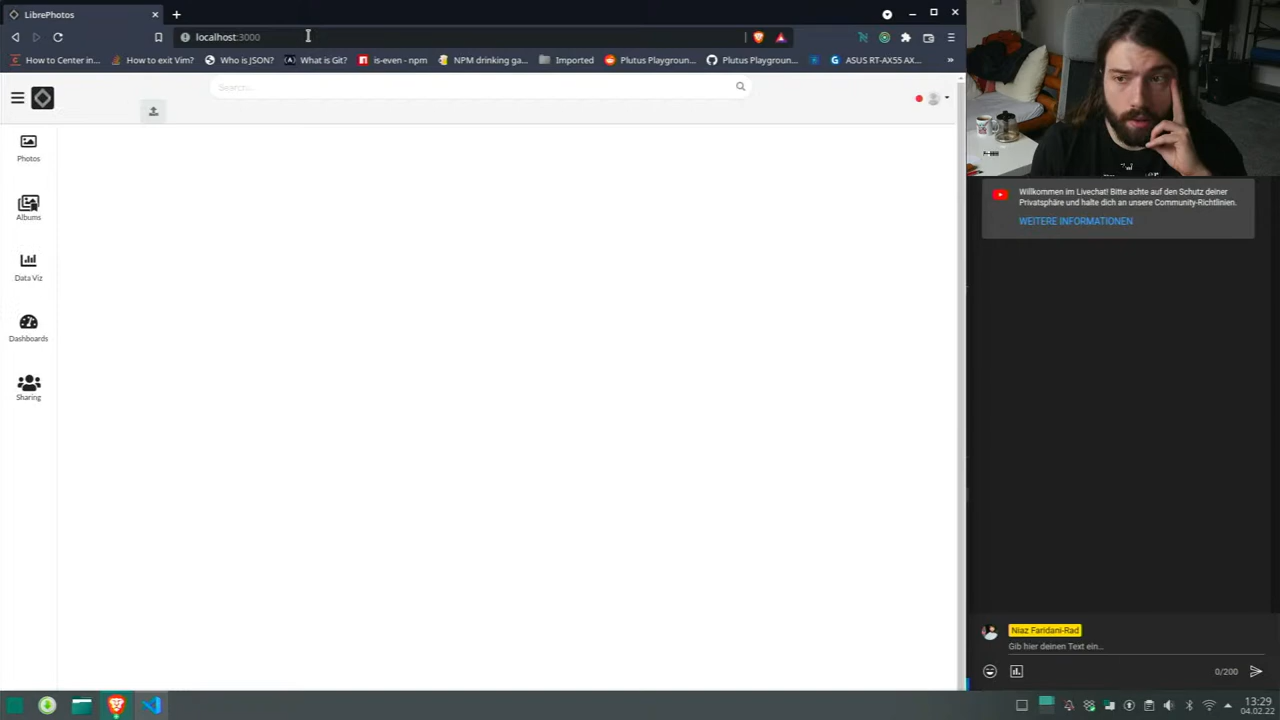 LibrePhotos
localhost:3000
How to Center in...
How to exit Vim?
Who is JSON?
What is Git?
is-even - npm
NPM drinking ga...
Imported
Plutus Playgroun...
Plutus Playgroun...
ASUS RT-AX55 AX...
»
Search...
Photos
Albums
Data Viz
Dashboards
Sharing
Willkommen im Livechat! Bitte achte auf den Schutz deiner
Privatsphäre und halte dich an unsere Community-Richtlinien.
WEITERE INFORMATIONEN
Niaz Faridani-Rad
Gib hier deinen Text ein...
0/200
13:29
04.02.22